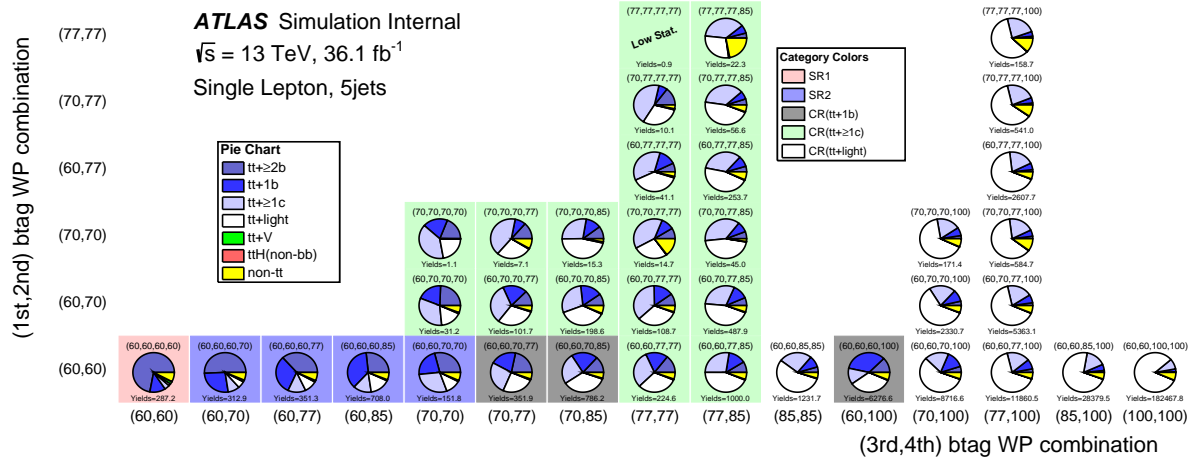 ATLAS Simulation Internal
√s = 13 TeV, 36.1 fb-1
Single Lepton, 5jets
(1st,2nd) btag WP combination
(77,77)
(70,77)
(60,77)
(70,70)
(60,70)
(60,60)
Pie Chart
tt+≥2b
tt+1b
tt+≥1c
tt+light
tt+V
ttH(non-bb)
non-tt
Category Colors
SR1
SR2
CR(tt+1b)
CR(tt+≥1c)
CR(tt+light)
(77,77,77,77) (77,77,77,85) (77,77,77,100)
Low Stat.
Yields=0.9 Yields=22.3 Yields=158.7
(70,77,77,77) (70,77,77,85) (70,77,77,100)
Yields=10.1 Yields=56.6 Yields=541.0
(60,77,77,77) (60,77,77,85) (60,77,77,100)
Yields=41.1 Yields=253.7 Yields=2607.7
(70,70,70,70) (70,70,70,77) (70,70,70,85) (70,70,77,77) (70,70,77,85) (70,70,70,100) (70,70,77,100)
Yields=1.1 Yields=7.1 Yields=15.3 Yields=14.7 Yields=45.0 Yields=171.4 Yields=584.7
(60,70,70,70) (60,70,70,77) (60,70,70,85) (60,70,77,77) (60,70,77,85) (60,70,70,100) (60,70,77,100)
Yields=31.2 Yields=101.7 Yields=198.6 Yields=108.7 Yields=487.9 Yields=2330.7 Yields=5363.1
(60,60,60,60) (60,60,60,70) (60,60,60,77) (60,60,60,85) (60,60,70,70) (60,60,70,77) (60,60,70,85) (60,60,77,77) (60,60,77,85) (60,60,85,85) (60,60,60,100) (60,60,70,100) (60,60,77,100) (60,60,85,100) (60,60,100,100)
Yields=287.2 Yields=312.9 Yields=351.3 Yields=708.0 Yields=151.8 Yields=351.9 Yields=786.2 Yields=224.6 Yields=1000.0 Yields=1231.7 Yields=6276.6 Yields=8716.6 Yields=11860.5 Yields=28379.5 Yields=182467.8
(60,60) (60,70) (60,77) (60,85) (70,70) (70,77) (70,85) (77,77) (77,85) (85,85) (60,100) (70,100) (77,100) (85,100) (100,100)
(3rd,4th) btag WP combination